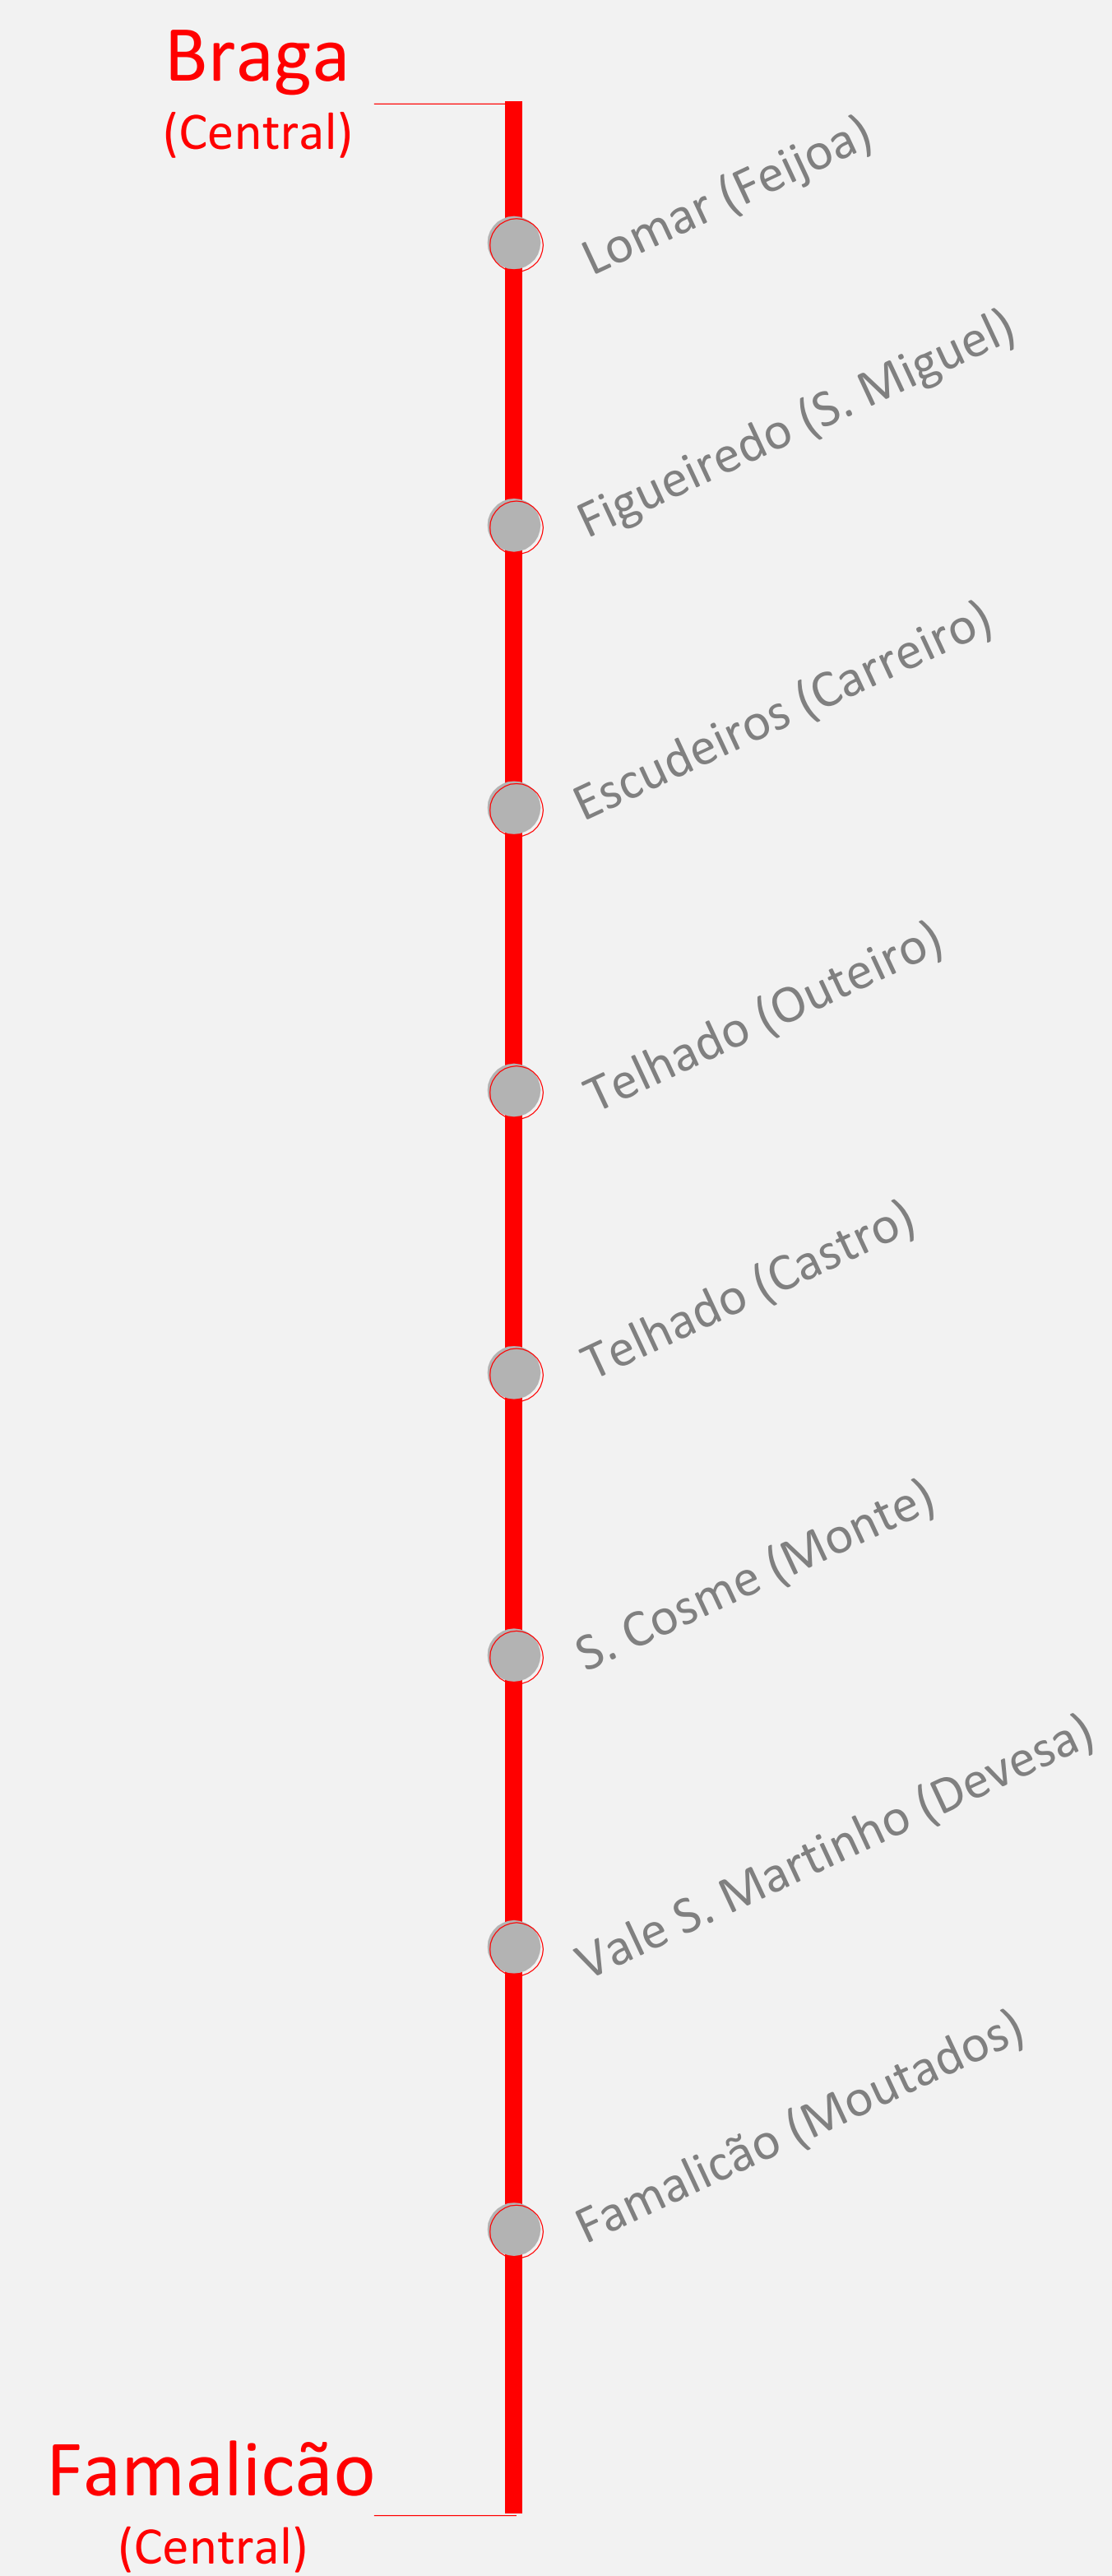 Braga
(Central)
Lomar (Feijoa)
Figueiredo (S. Miguel)
Escudeiros (Carreiro)
Telhado (Outeiro)
Telhado (Castro)
S. Cosme (Monte)
Vale S. Martinho (Devesa)
Famalicão (Moutados)
Famalicão
(Central)